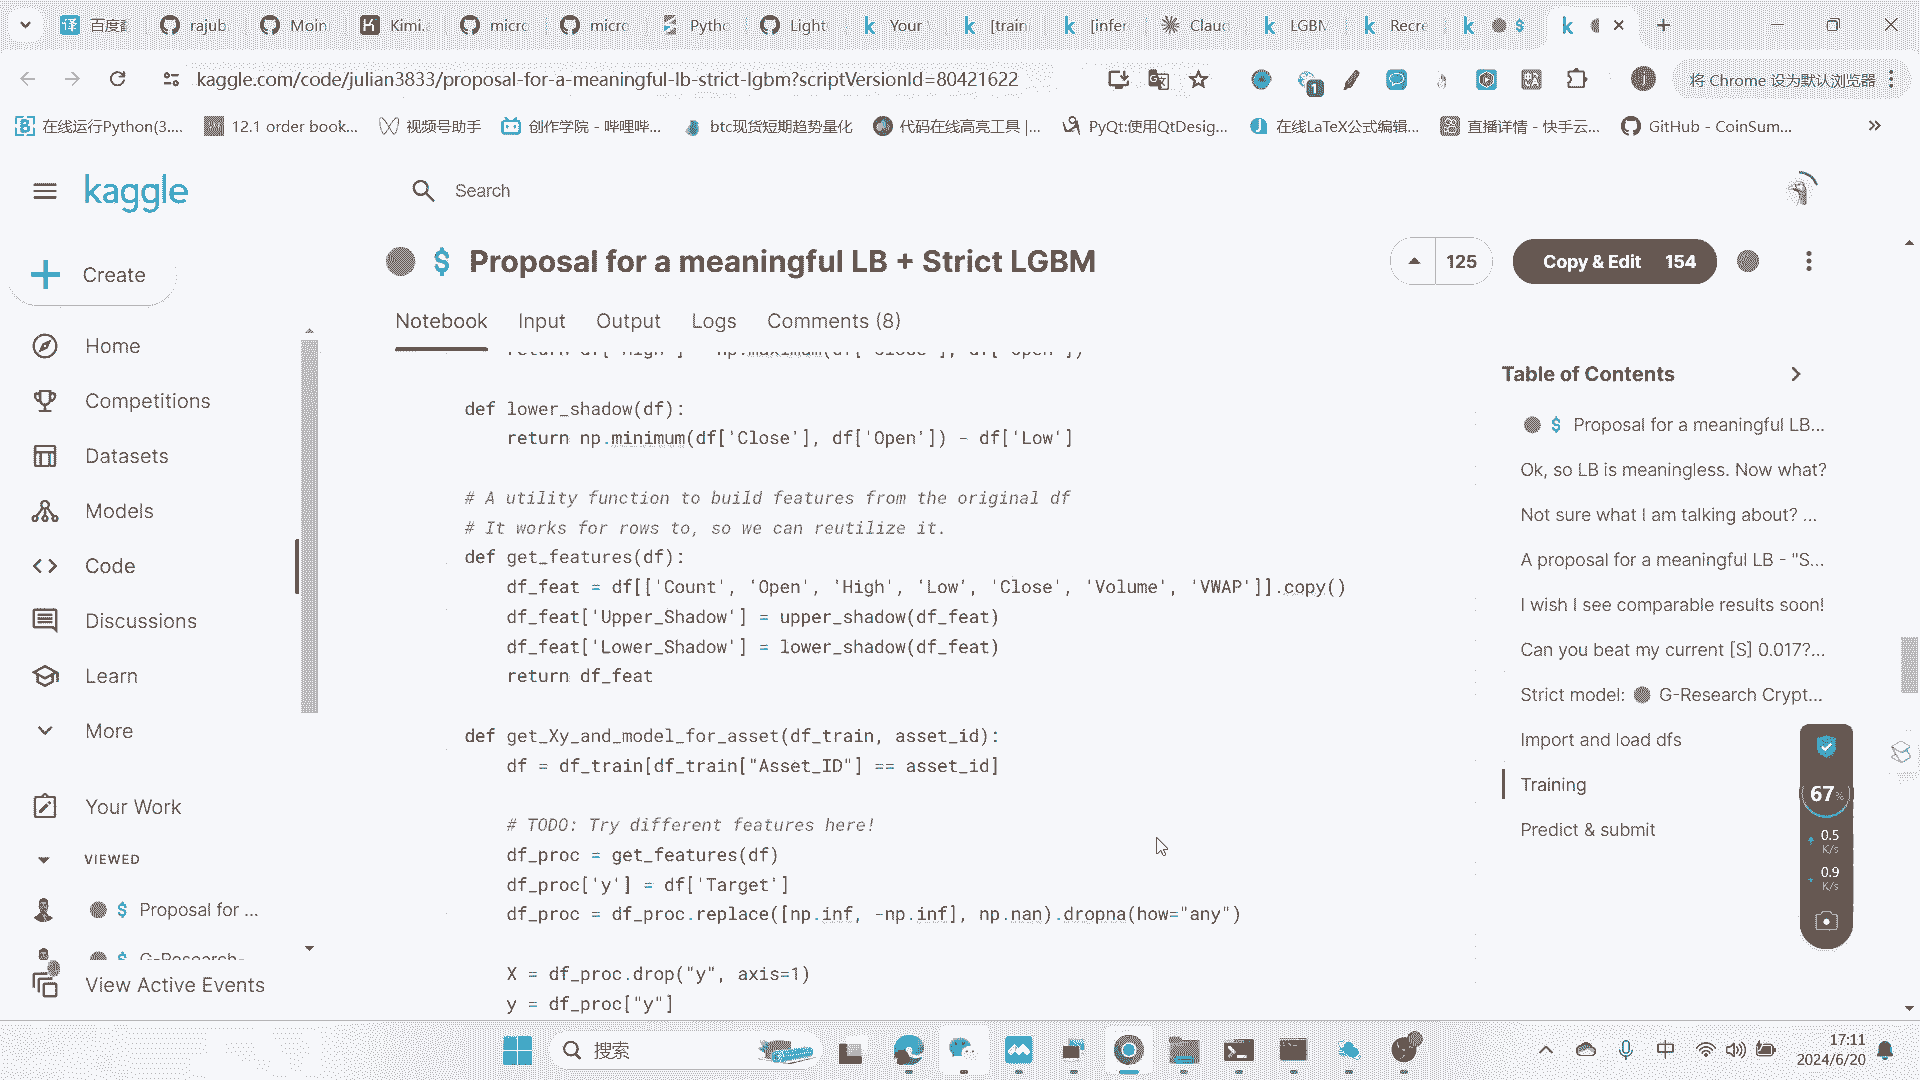 百度翻
rajub
Moin
Kimi.
micro
micro
Pytho
Light
Your
[train
[infer
Claud
LGBM
Recre
kaggle.com/code/julian3833/proposal-for-a-meaningful-lb-strict-lgbm?scriptVersionId=80421622
将 Chrome 设为默认浏览器
在线运行Python(3....
12.1 order book...
视频号助手
创作学院 - 哔哩哔...
btc现货短期趋势量化
代码在线高亮工具 |...
PyQt:使用QtDesig...
在线LaTeX公式编辑...
直播详情 - 快手云...
GitHub - CoinSum...
kaggle
Search
Create
Home
Competitions
Datasets
Models
Code
Discussions
Learn
More
Your Work
VIEWED
$ Proposal for ...
$ G-Research-
View Active Events
$ Proposal for a meaningful LB + Strict LGBM
125
Copy & Edit 154
Notebook Input Output Logs Comments (8)
return df['High'] - np.maximum(df['Close'], df['Open'])
def lower_shadow(df):
return np.minimum(df['Close'], df['Open']) - df['Low']
# A utility function to build features from the original df
# It works for rows to, so we can reutilize it.
def get_features(df):
df_feat = df[['Count', 'Open', 'High', 'Low', 'Close', 'Volume', 'VWAP']].copy()
df_feat['Upper_Shadow'] = upper_shadow(df_feat)
df_feat['Lower_Shadow'] = lower_shadow(df_feat)
return df_feat
def get_Xy_and_model_for_asset(df_train, asset_id):
df = df_train[df_train["Asset_ID"] == asset_id]
# TODO: Try different features here!
df_proc = get_features(df)
df_proc['y'] = df['Target']
df_proc = df_proc.replace([np.inf, -np.inf], np.nan).dropna(how="any")
X = df_proc.drop("y", axis=1)
y = df_proc["y"]
Table of Contents
$ Proposal for a meaningful LB...
Ok, so LB is meaningless. Now what?
Not sure what I am talking about? ...
A proposal for a meaningful LB - "S...
I wish I see comparable results soon!
Can you beat my current [S] 0.017?...
Strict model: G-Research Crypt...
Import and load dfs
Training
Predict & submit
67%
0.5
K/s
0.9
K/s
搜索
中
17:11
2024/6/20